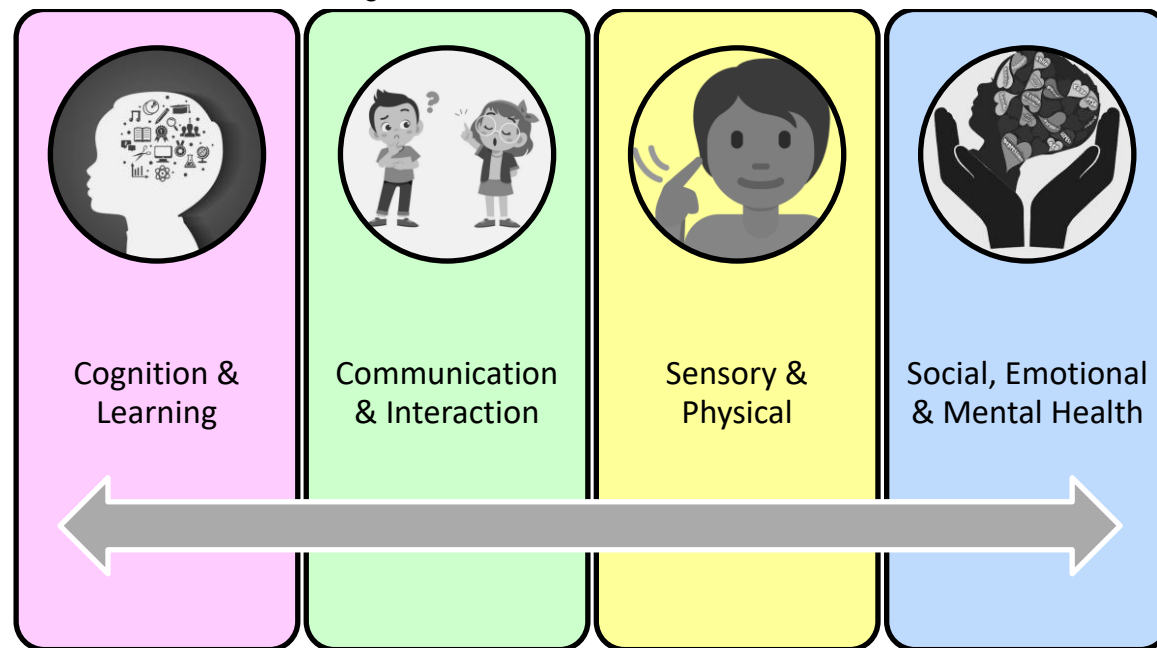 Cognition &
Learning
Communication
& Interaction
Sensory &
Physical
Social, Emotional
& Mental Health